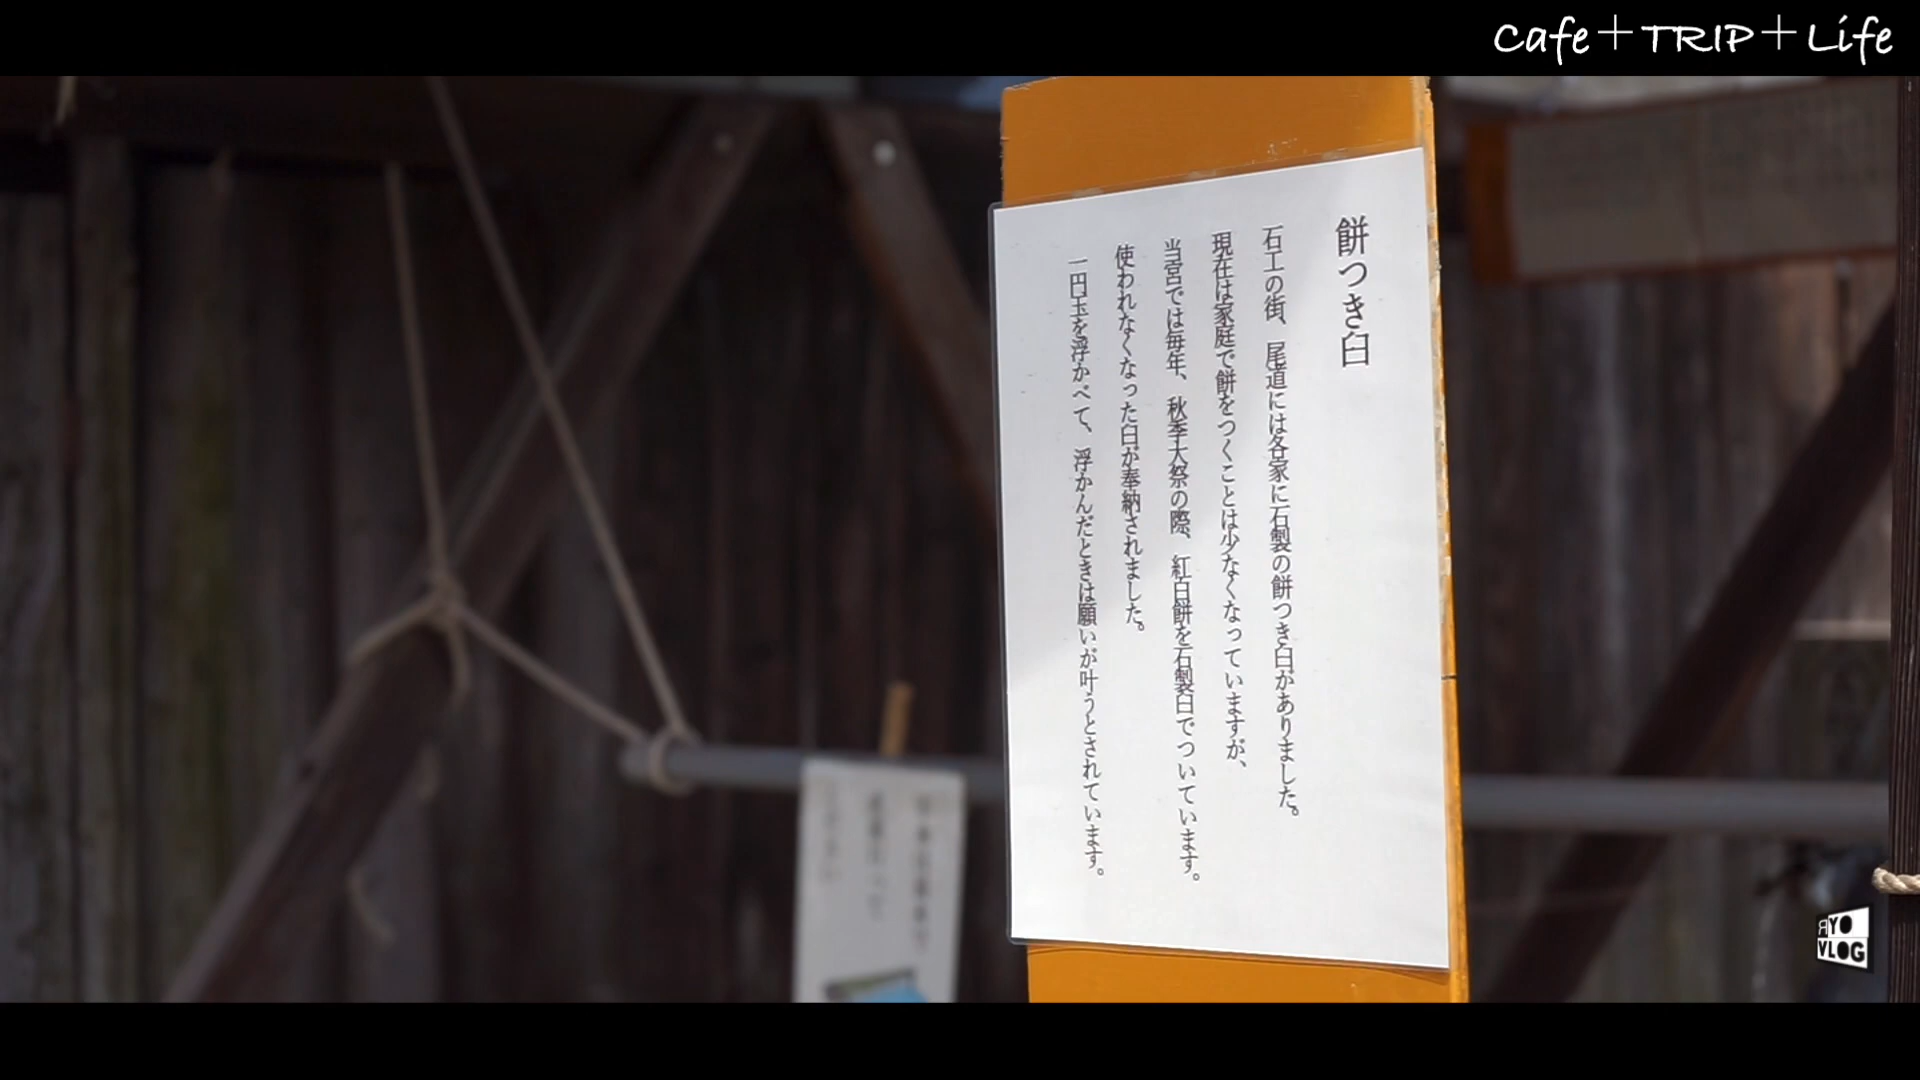 Cafe+TRIP+Life
餅つき臼
石工の街、尾道には各家に石製の餅つき臼がありました。
現在は家庭で餅をつくことは少なくなっていますが、
当宮では毎年、秋季大祭の際、紅白餅を石製臼でついています。
使われなくなった臼が奉納されました。
一円玉を浮かべて、浮かんだときは願いが叶うとされています。
RYO
VLOG